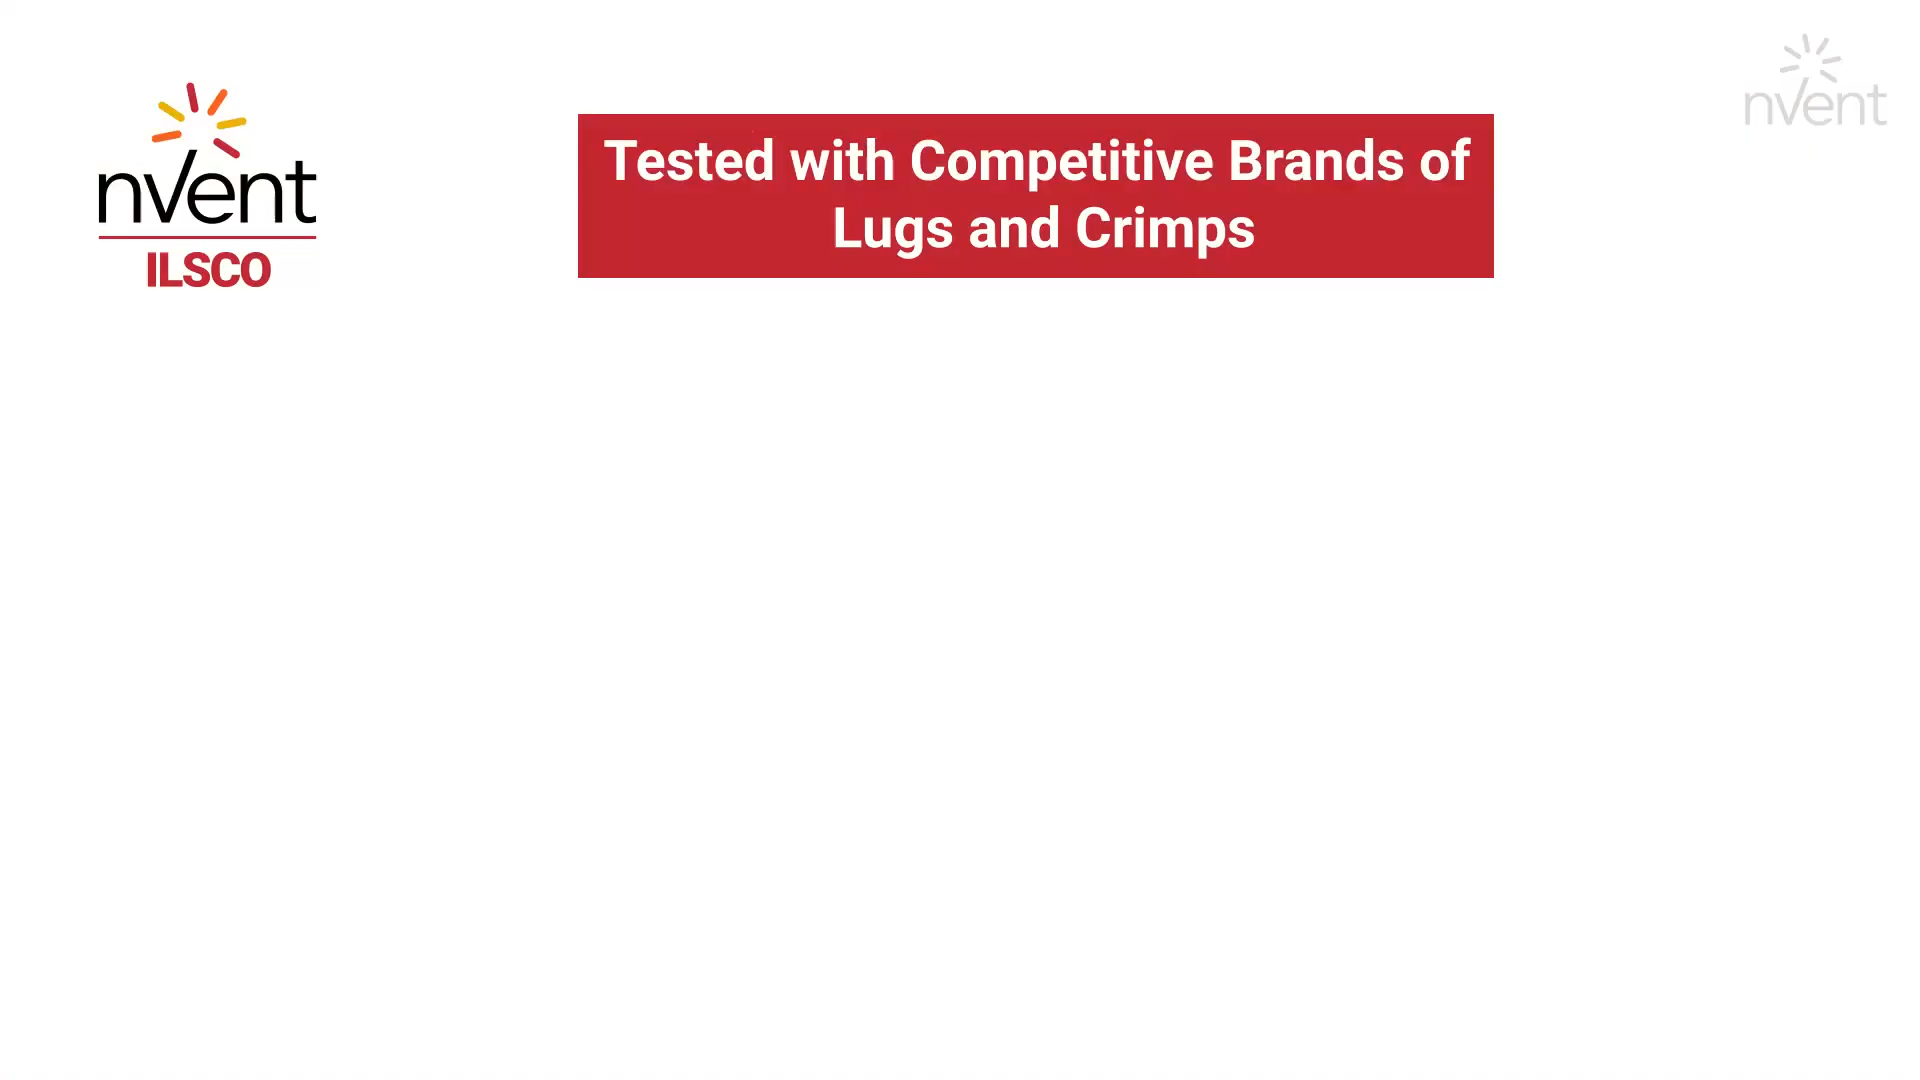 nvent
ILSCO
Tested with Competitive Brands of
Lugs and Crimps
nvent